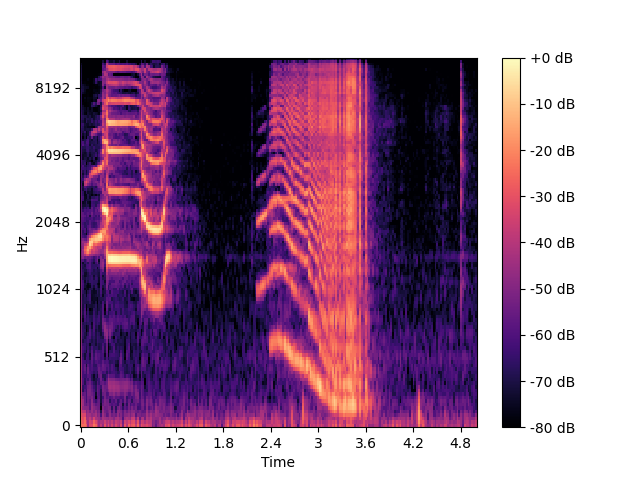 Hz
8192
4096
2048
1024
512
0
0 0.6 1.2 1.8 2.4 3 3.6 4.2 4.8
Time
+0 dB
-10 dB
-20 dB
-30 dB
-40 dB
-50 dB
-60 dB
-70 dB
-80 dB